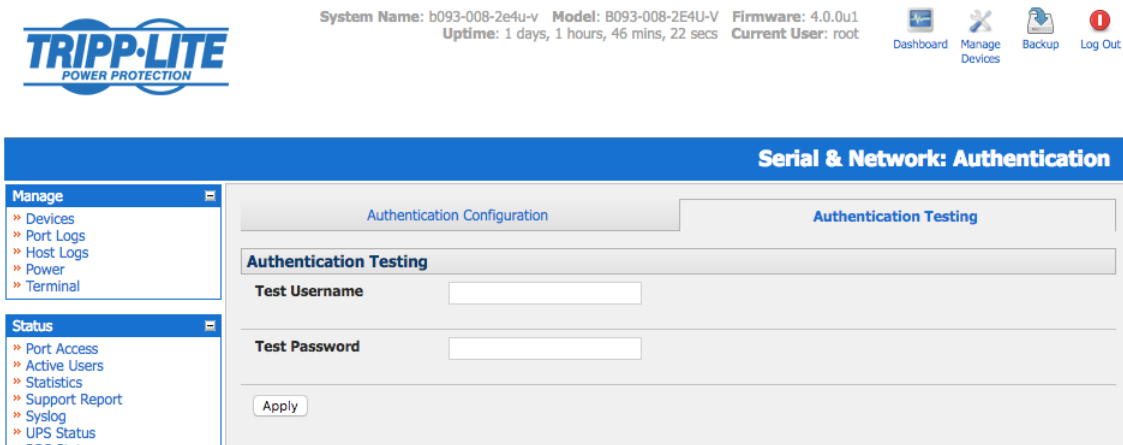 System Name: b093-008-2e4u-v Model: B093-008-2E4U-V Firmware: 4.0.0u1
Uptime: 1 days, 1 hours, 46 mins, 22 secs Current User: root
TRIPP·LITE
POWER PROTECTION
Dashboard
Manage
Devices
Backup
Log Out
Serial & Network: Authentication
Manage
» Devices
» Port Logs
» Host Logs
» Power
» Terminal
Status
» Port Access
» Active Users
» Statistics
» Support Report
» Syslog
» UPS Status
Authentication Configuration
Authentication Testing
Authentication Testing
Test Username
Test Password
Apply